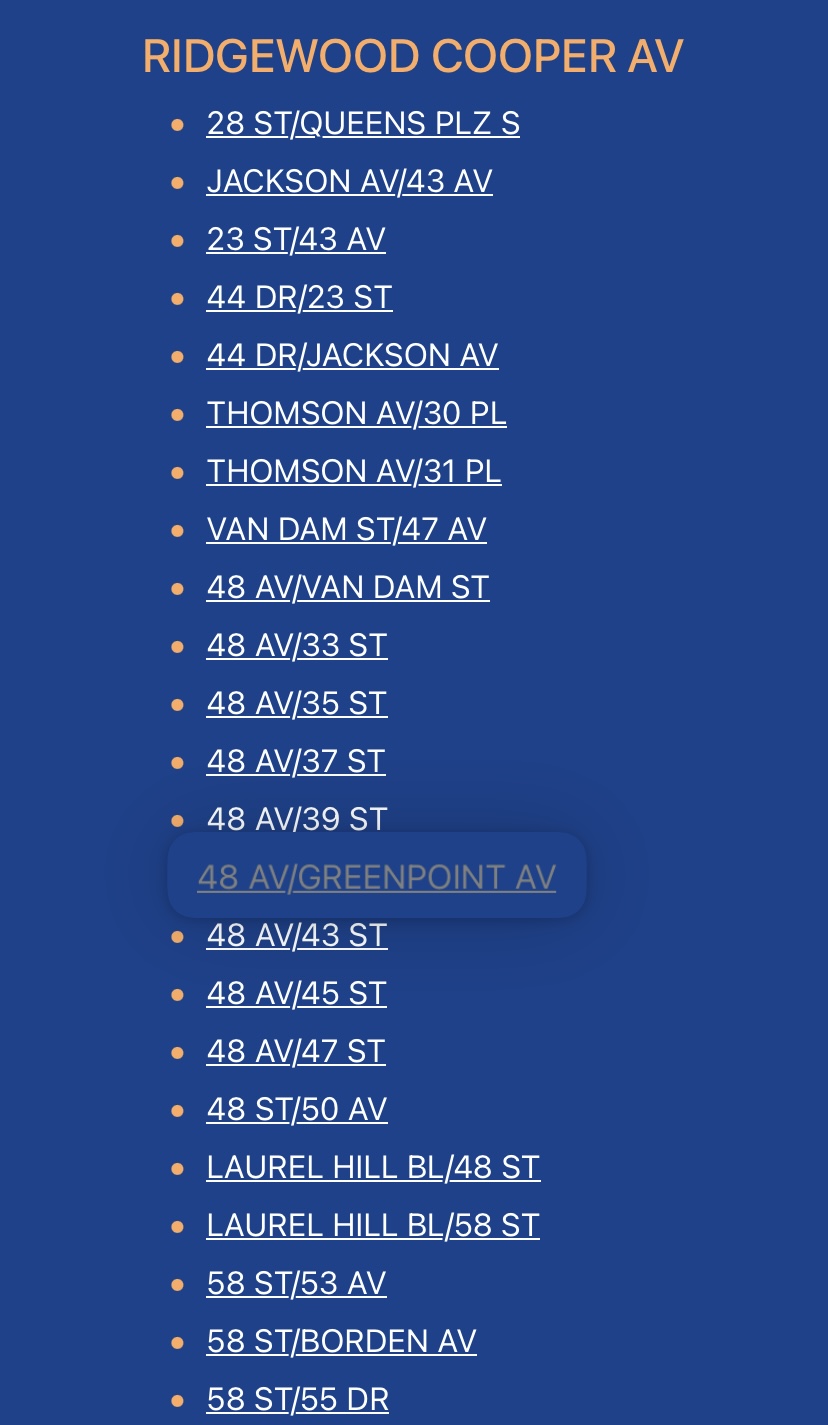 RIDGEWOOD COOPER AV
28 ST/QUEENS PLZ S
JACKSON AV/43 AV
23 ST/43 AV
44 DR/23 ST
44 DR/JACKSON AV
THOMSON AV/30 PL
THOMSON AV/31 PL
VAN DAM ST/47 AV
48 AV/VAN DAM ST
48 AV/33 ST
48 AV/35 ST
48 AV/37 ST
48 AV/39 ST
48 AV/GREENPOINT AV
48 AV/43 ST
48 AV/45 ST
48 AV/47 ST
48 ST/50 AV
LAUREL HILL BL/48 ST
LAUREL HILL BL/58 ST
58 ST/53 AV
58 ST/BORDEN AV
58 ST/55 DR